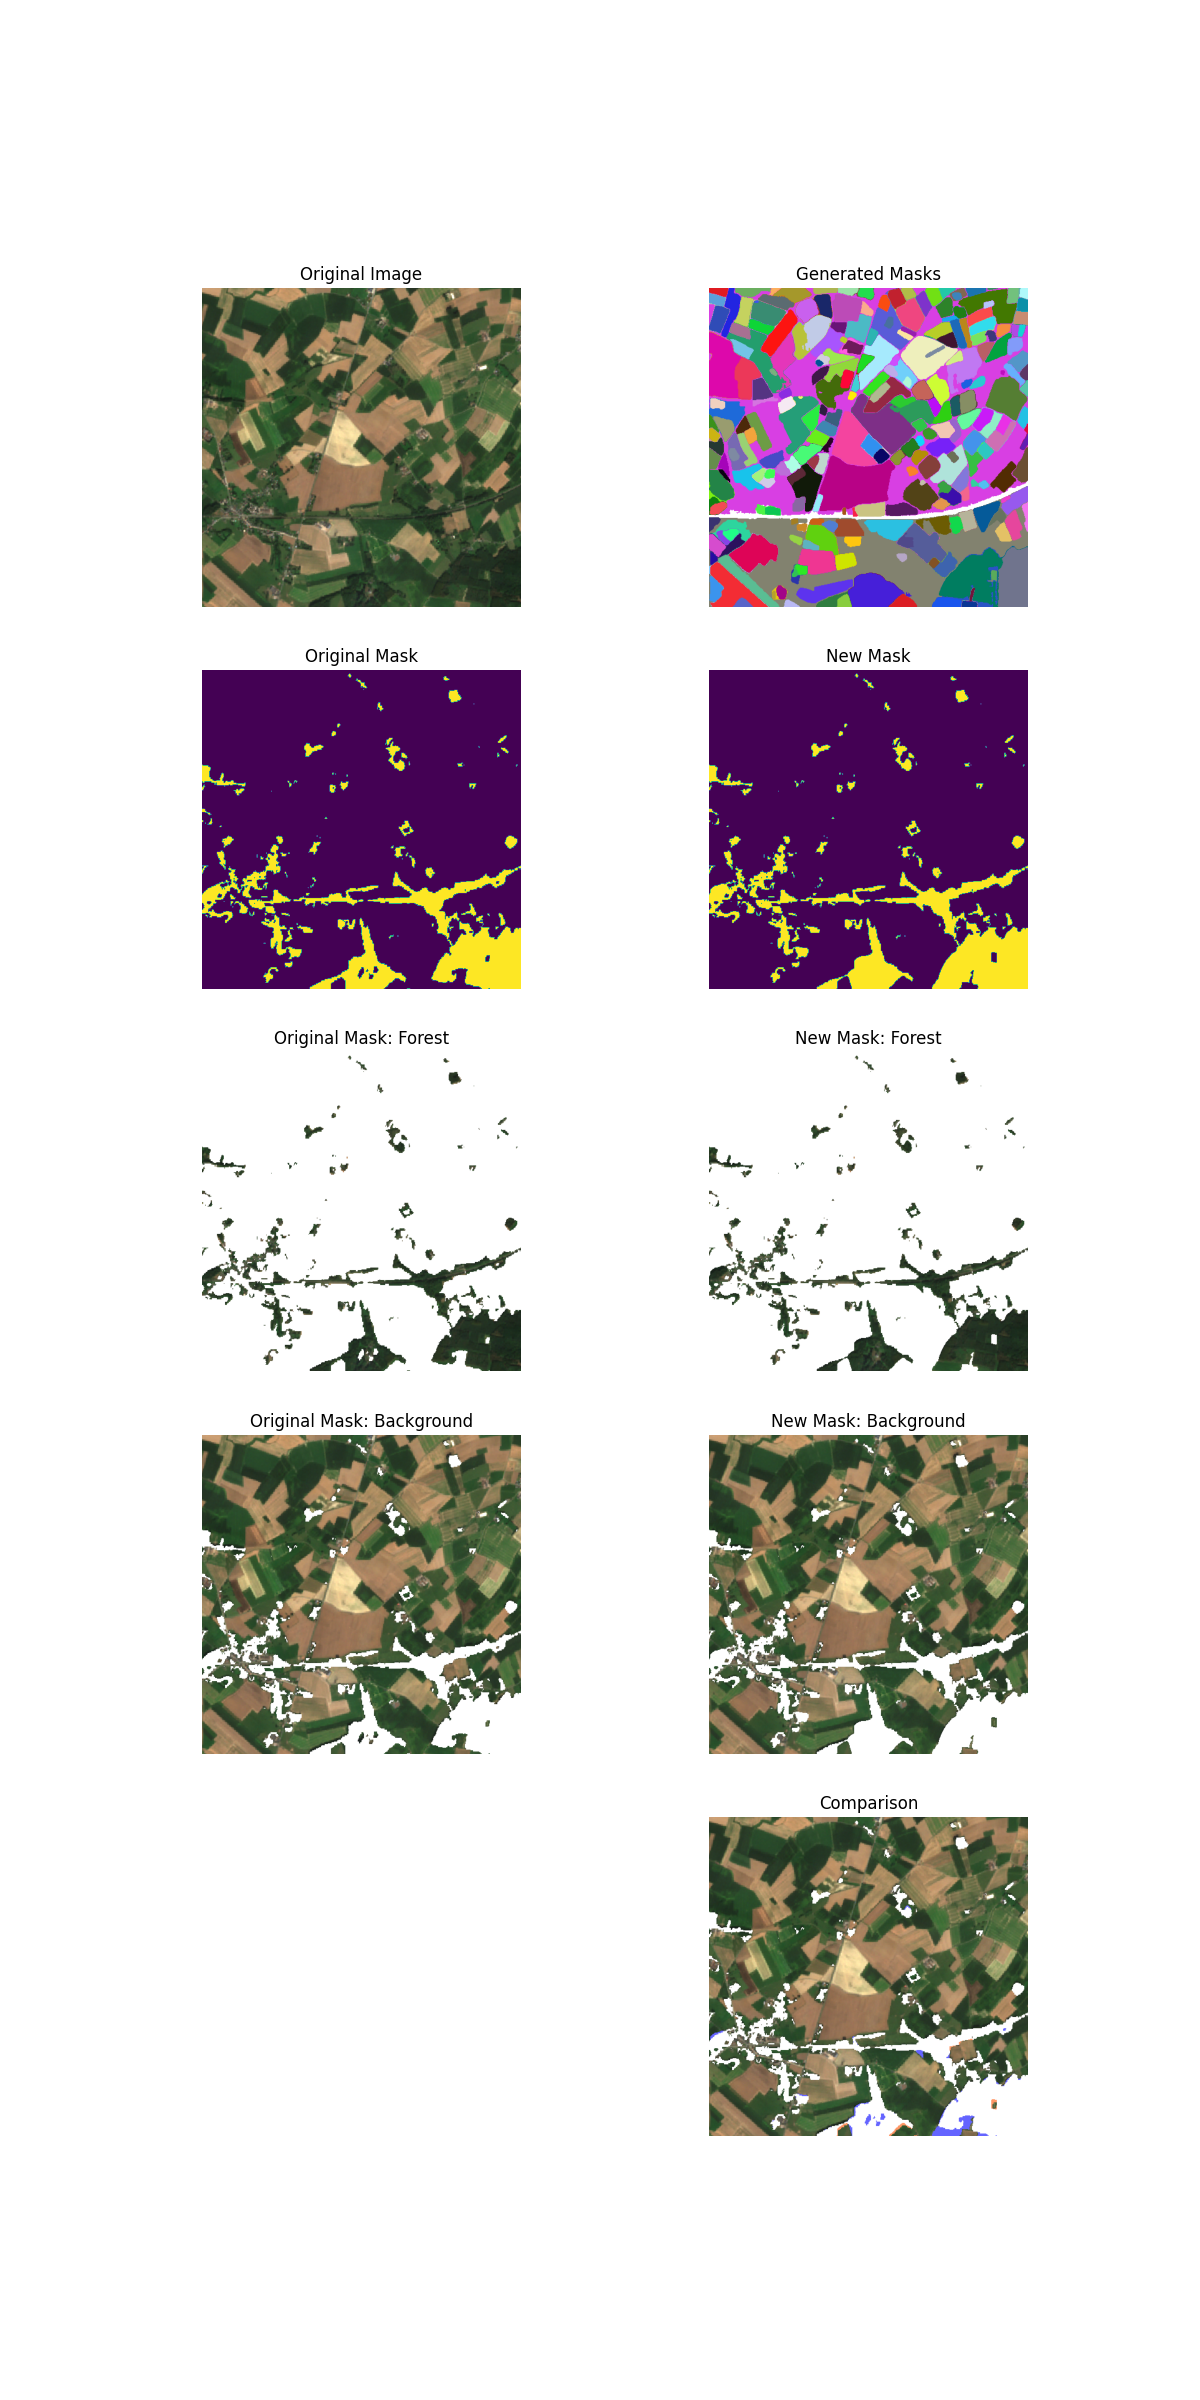 Original Image
Generated Masks
Original Mask
New Mask
Original Mask: Forest
New Mask: Forest
Original Mask: Background
New Mask: Background
Comparison